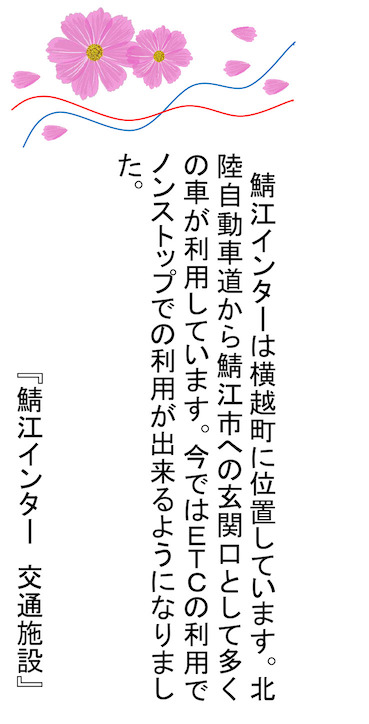 鯖江インターは横越町に位置しています。北
陸自動車道から鯖江市への玄関口として多く
の車が利用しています。今ではETCの利用で
ノンストップでの利用が出来るようになりまし
た。
『鯖江インター　交通施設』